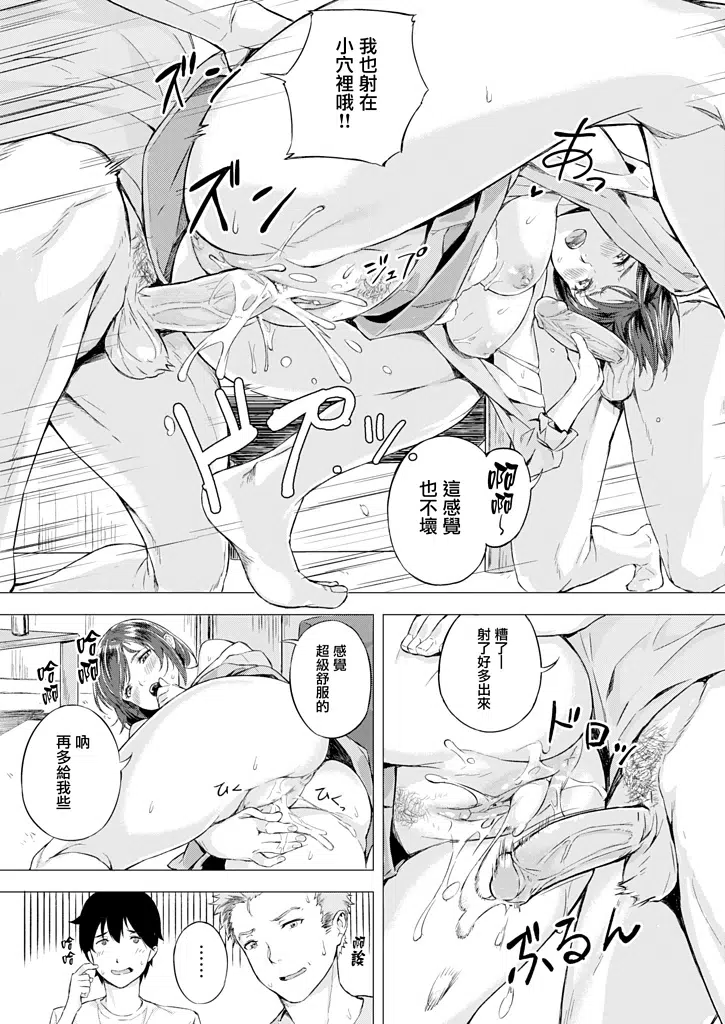 我也射在
小穴裡哦!!
あっ
ズンッ
ズンッ
ジュプ
ドプッ
啊啊~
這感覺
也不壞
糟了—
射了好多出來
ドロッ
ぶるん
感覺
超級舒服的
哈啊
哈啊
吶
再多給我些
ひくっ
ひくっ
……
哈哈